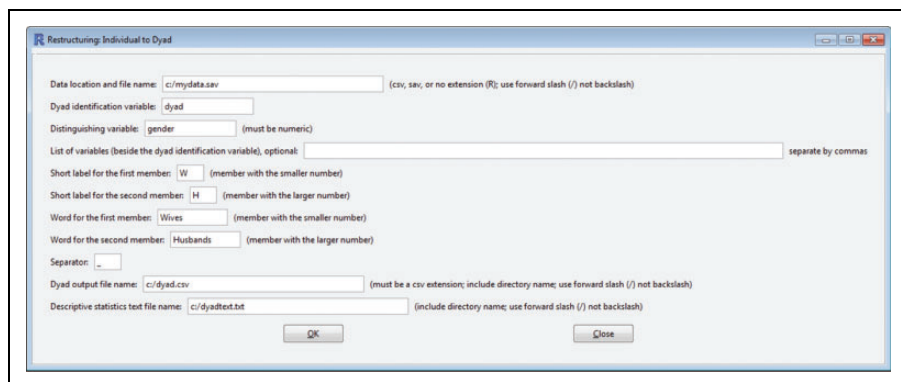 Restructuring: Individual to Dyad
Data location and file name: c:/mydata.sav (csv, sav, or no extension (R); use forward slash (/) not backslash)
Dyad identification variable: dyad
Distinguishing variable: gender (must be numeric)
List of variables (beside the dyad identification variable), optional: separate by commas
Short label for the first member: W (member with the smaller number)
Short label for the second member: H (member with the larger number)
Word for the first member: Wives (member with the smaller number)
Word for the second member: Husbands (member with the larger number)
Separator: _
Dyad output file name: c:/dyad.csv (must be a csv extension; include directory name; use forward slash (/) not backslash)
Descriptive statistics text file name: c:/dyadtext.txt (include directory name; use forward slash (/) not backslash)
OK Close